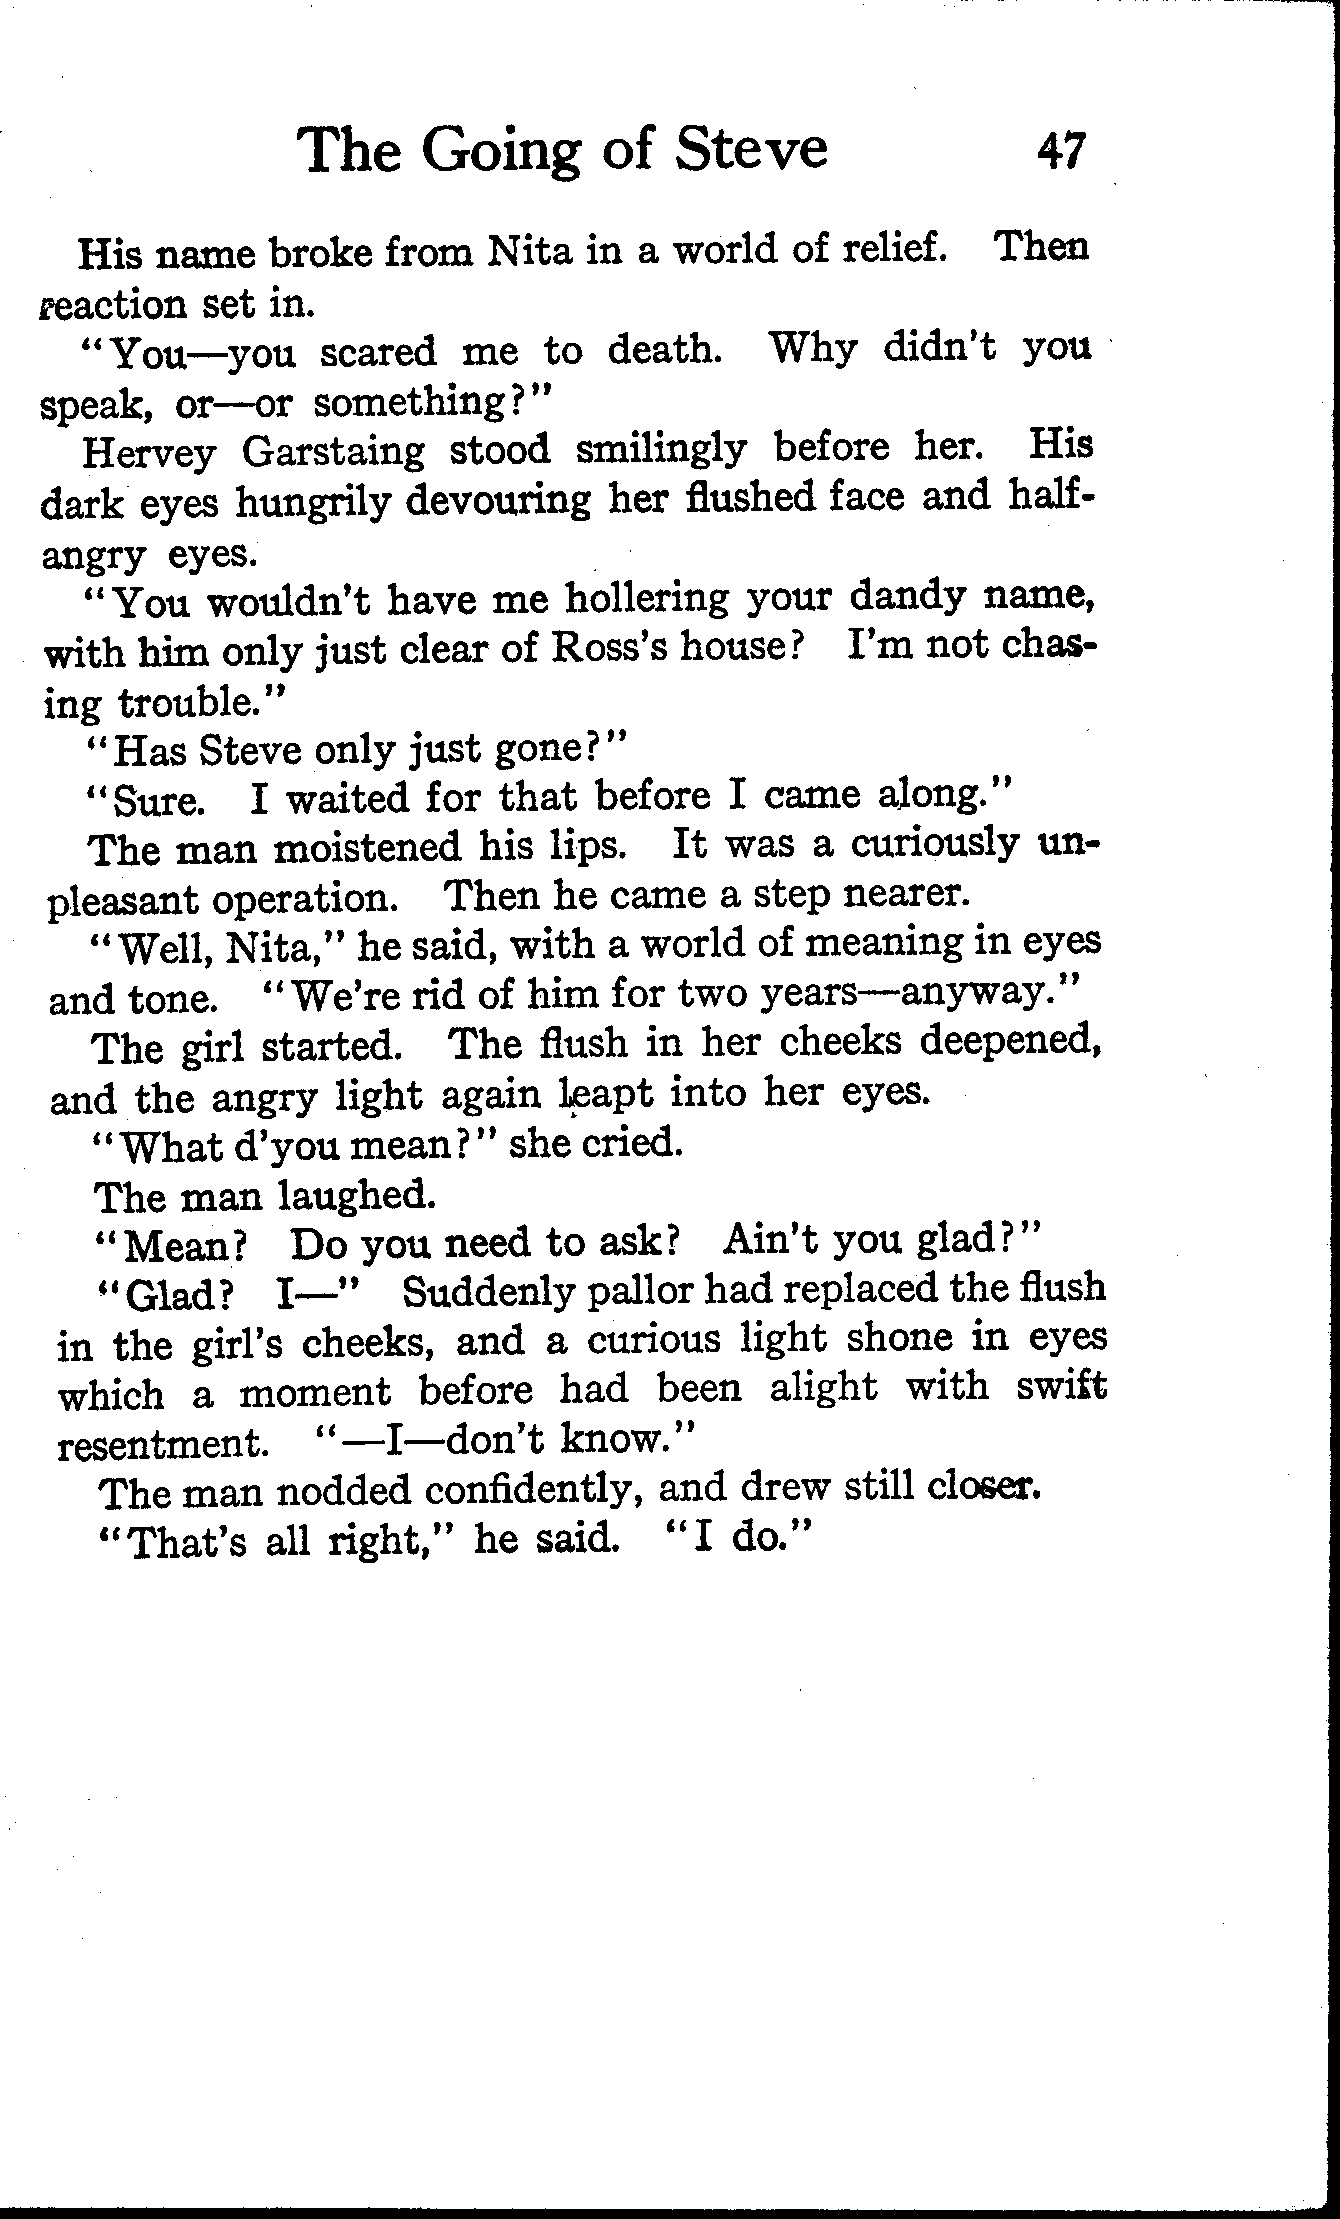 The Going of Steve 47
His name broke from Nita in a world of relief. Then
reaction set in.
"You—you scared me to death. Why didn't you
speak, or—or something?"
Hervey Garstaing stood smilingly before her. His
dark eyes hungrily devouring her flushed face and half-
angry eyes.
"You wouldn't have me hollering your dandy name,
with him only just clear of Ross's house? I'm not chas-
ing trouble."
"Has Steve only just gone?"
"Sure. I waited for that before I came along."
The man moistened his lips. It was a curiously un-
pleasant operation. Then he came a step nearer.
"Well, Nita," he said, with a world of meaning in eyes
and tone. "We're rid of him for two years—anyway."
The girl started. The flush in her cheeks deepened,
and the angry light again leapt into her eyes.
"What d'you mean?" she cried.
The man laughed.
"Mean? Do you need to ask? Ain't you glad?"
"Glad? I—" Suddenly pallor had replaced the flush
in the girl's cheeks, and a curious light shone in eyes
which a moment before had been alight with swift
resentment. "—I—don't know."
The man nodded confidently, and drew still closer.
"That's all right," he said. "I do."